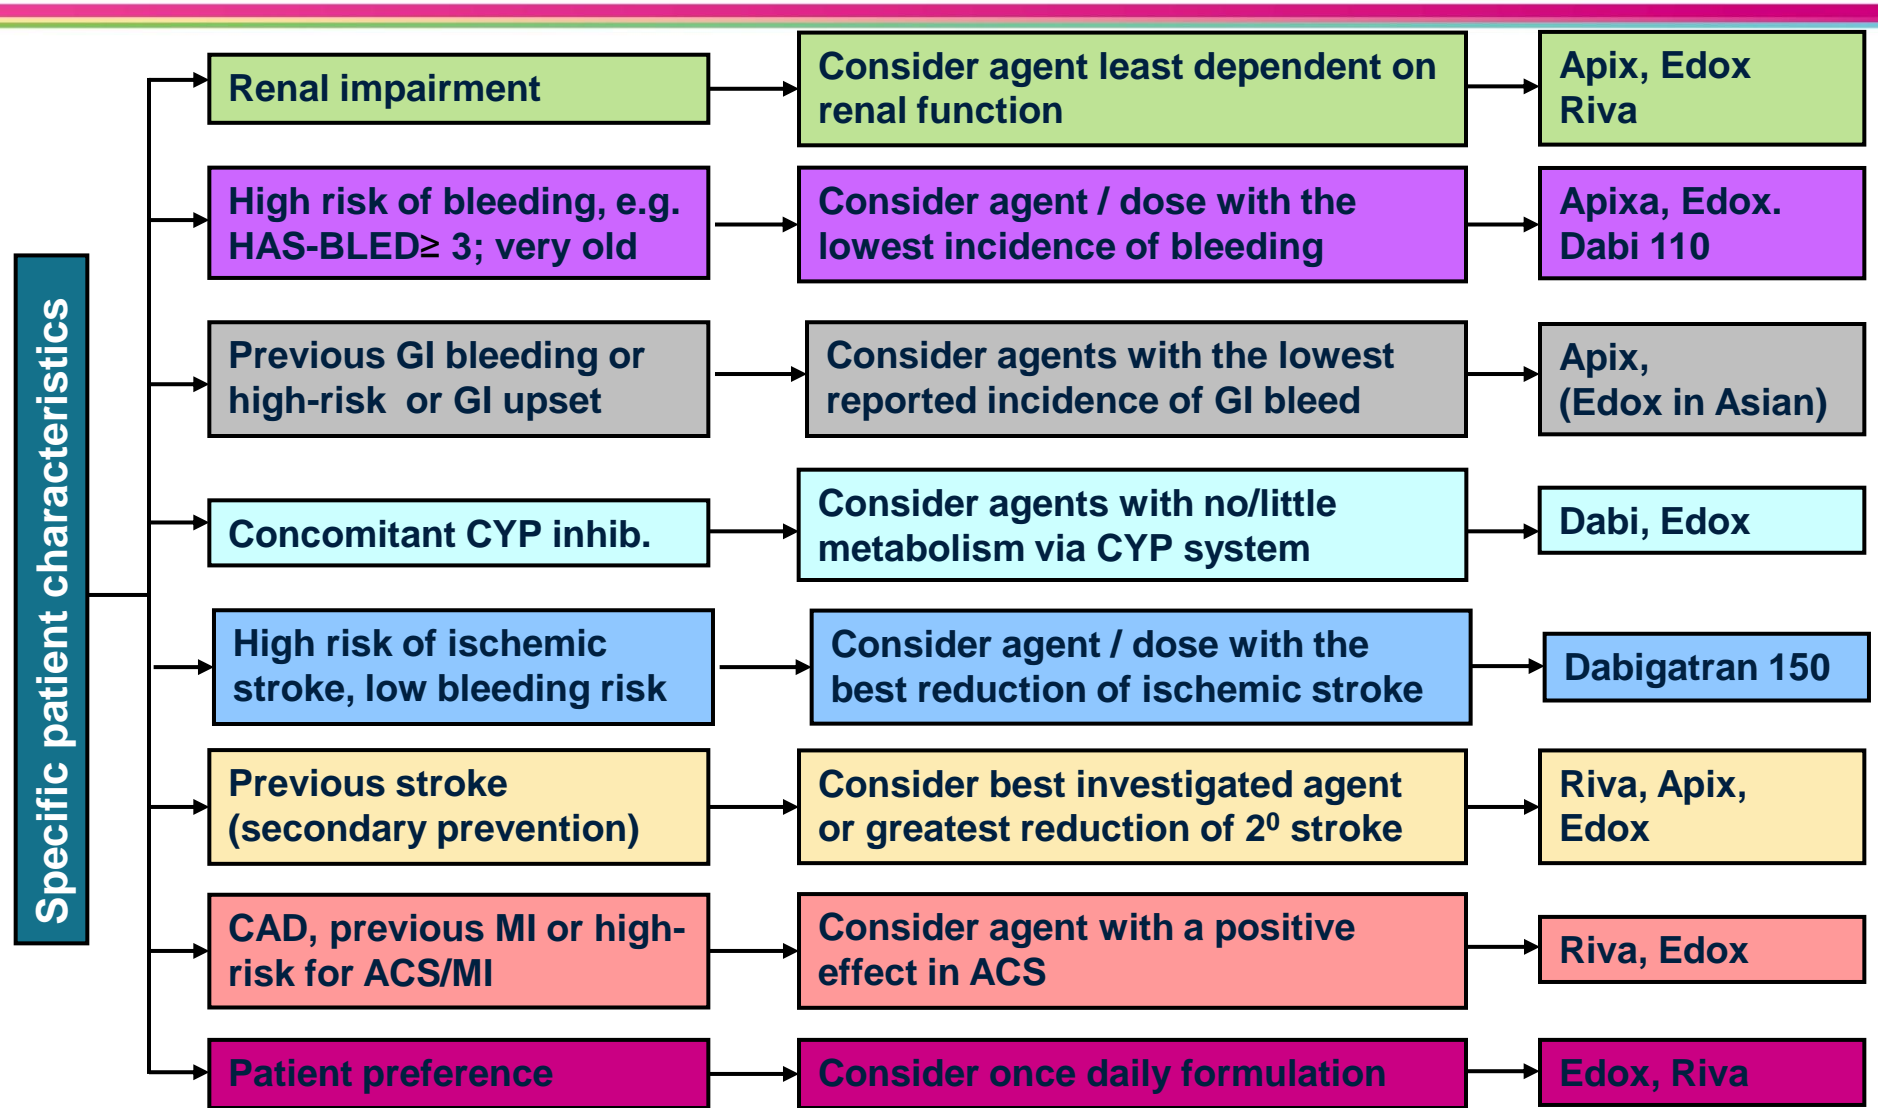 Specific patient characteristics
Renal impairment
Consider agent least dependent on
renal function
Apix, Edox
Riva
High risk of bleeding, e.g.
HAS-BLED≥ 3; very old
Consider agent / dose with the
lowest incidence of bleeding
Apixa, Edox.
Dabi 110
Previous GI bleeding or
high-risk or GI upset
Consider agents with the lowest
reported incidence of GI bleed
Apix,
(Edox in Asian)
Concomitant CYP inhib.
Consider agents with no/little
metabolism via CYP system
Dabi, Edox
High risk of ischemic
stroke, low bleeding risk
Consider agent / dose with the
best reduction of ischemic stroke
Dabigatran 150
Previous stroke
(secondary prevention)
Consider best investigated agent
or greatest reduction of 2⁰ stroke
Riva, Apix,
Edox
CAD, previous MI or high-
risk for ACS/MI
Consider agent with a positive
effect in ACS
Riva, Edox
Patient preference
Consider once daily formulation
Edox, Riva